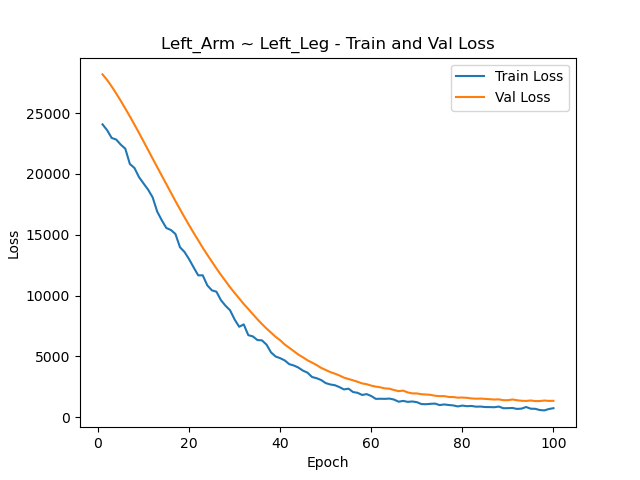 Left_Arm ~ Left_Leg - Train and Val Loss
Train Loss
Val Loss
Loss
25000
20000
15000
10000
5000
0
0 20 40 60 80 100
Epoch